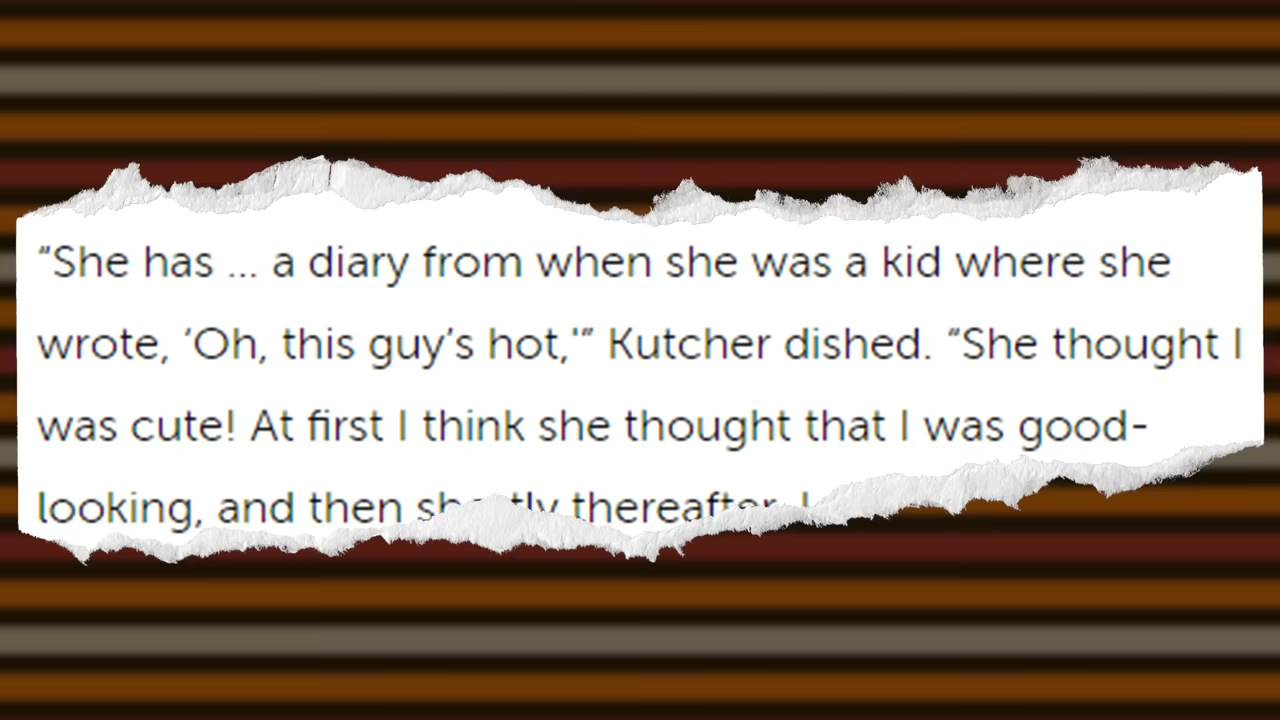 “She has ... a diary from when she was a kid where she
wrote, ‘Oh, this guy’s hot,'” Kutcher dished. “She thought I
was cute! At first I think she thought that I was good-
looking, and then shortly thereafter, I